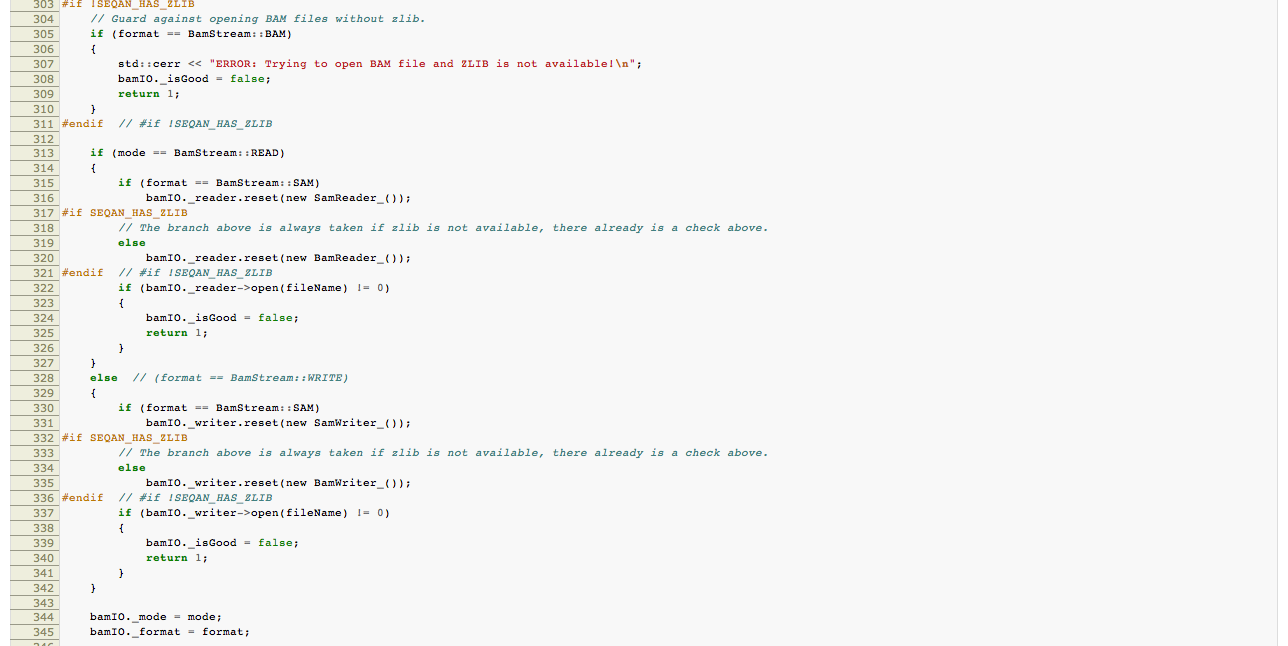 303 #if !SEQAN_HAS_ZLIB
304     // Guard against opening BAM files without zlib.
305     if (format == BamStream::BAM)
306     {
307         std::cerr << "ERROR: Trying to open BAM file and ZLIB is not available!\n";
308         bamIO._isGood = false;
309         return 1;
310     }
311 #endif  // #if !SEQAN_HAS_ZLIB
312
313     if (mode == BamStream::READ)
314     {
315         if (format == BamStream::SAM)
316             bamIO._reader.reset(new SamReader_());
317 #if SEQAN_HAS_ZLIB
318         // The branch above is always taken if zlib is not available, there already is a check above.
319         else
320             bamIO._reader.reset(new BamReader_());
321 #endif  // #if !SEQAN_HAS_ZLIB
322         if (bamIO._reader->open(fileName) != 0)
323         {
324             bamIO._isGood = false;
325             return 1;
326         }
327     }
328     else  // (format == BamStream::WRITE)
329     {
330         if (format == BamStream::SAM)
331             bamIO._writer.reset(new SamWriter_());
332 #if SEQAN_HAS_ZLIB
333         // The branch above is always taken if zlib is not available, there already is a check above.
334         else
335             bamIO._writer.reset(new BamWriter_());
336 #endif  // #if !SEQAN_HAS_ZLIB
337         if (bamIO._writer->open(fileName) != 0)
338         {
339             bamIO._isGood = false;
340             return 1;
341         }
342     }
343
344     bamIO._mode = mode;
345     bamIO._format = format;